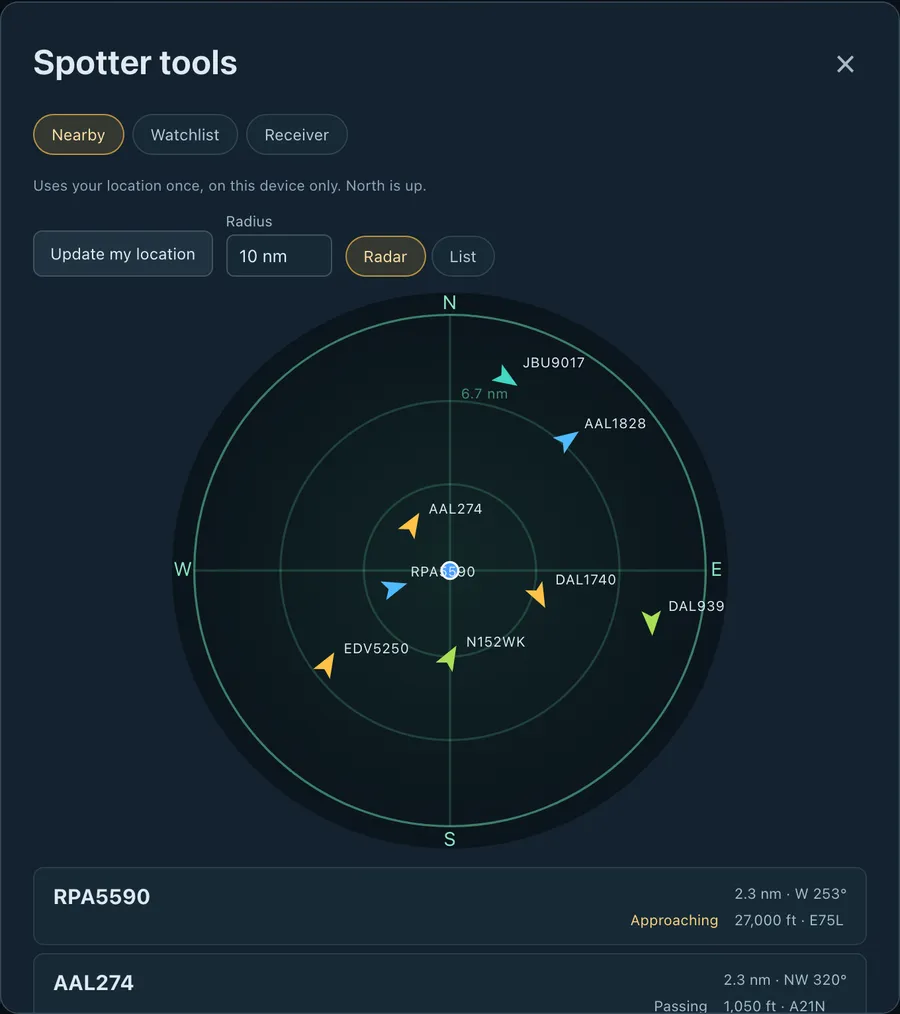 Spotter tools
Nearby
Watchlist
Receiver
Uses your location once, on this device only. North is up.
Radius
Update my location
10 nm
Radar
List
N
JBU9017
6.7 nm
AAL1828
AAL274
W
RPA5590
E
DAL1740
DAL939
N152WK
EDV5250
S
RPA5590
2.3 nm · W 253°
Approaching
27,000 ft · E75L
AAL274
2.3 nm · NW 320°
Passing
1,050 ft · A21N